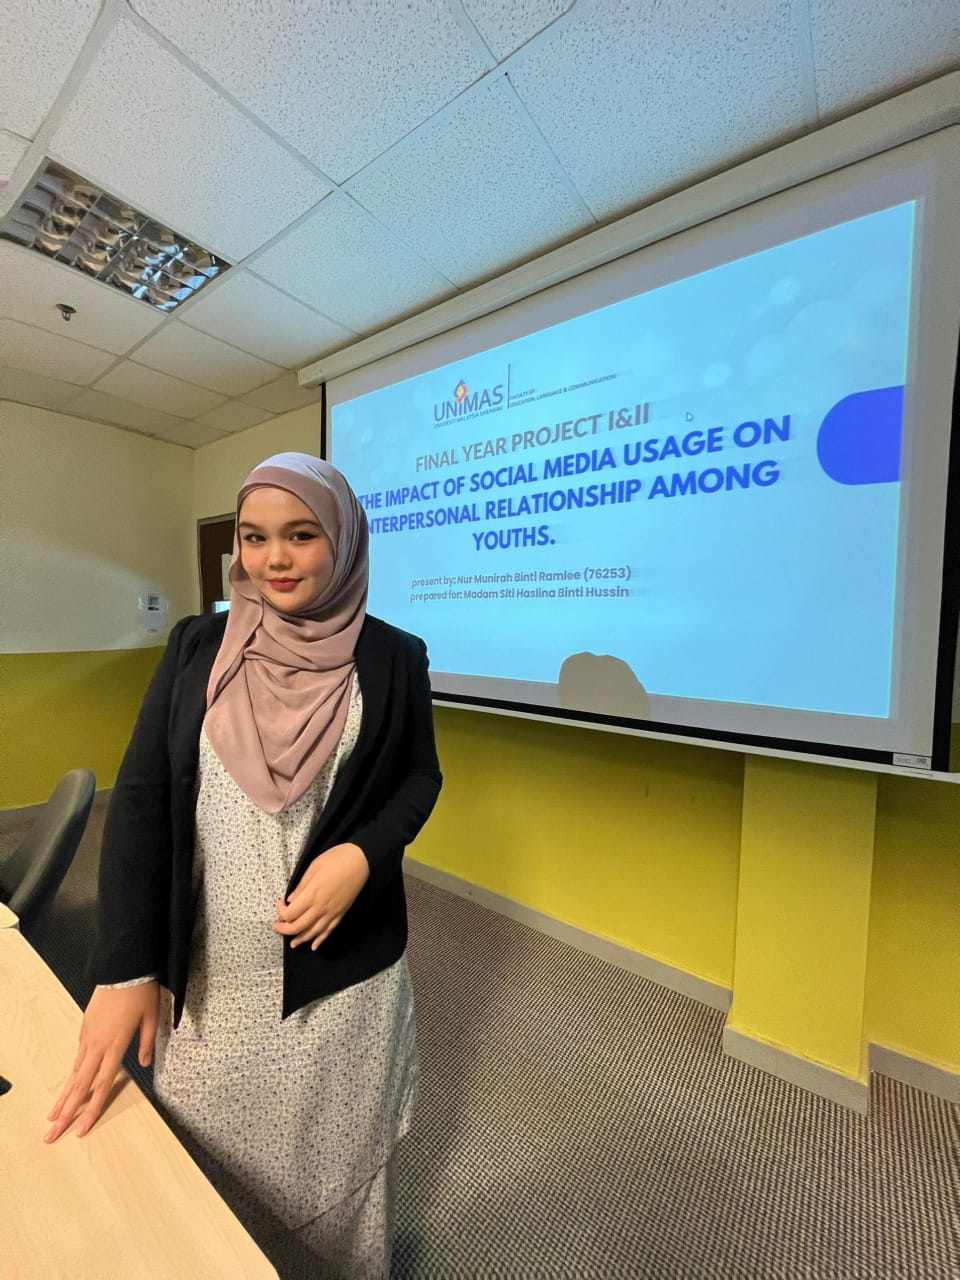 UNIMAS
UNIVERSITI MALAYSIA SARAWAK
FACULTY OF
EDUCATION, LANGUAGE & COMMUNICATION
FINAL YEAR PROJECT I&II
THE IMPACT OF SOCIAL MEDIA USAGE ON
NTERPERSONAL RELATIONSHIP AMONG
YOUTHS.
present by: Nur Munirah Binti Ramlee (76253)
prepared for: Madam Siti Haslina Binti Hussin